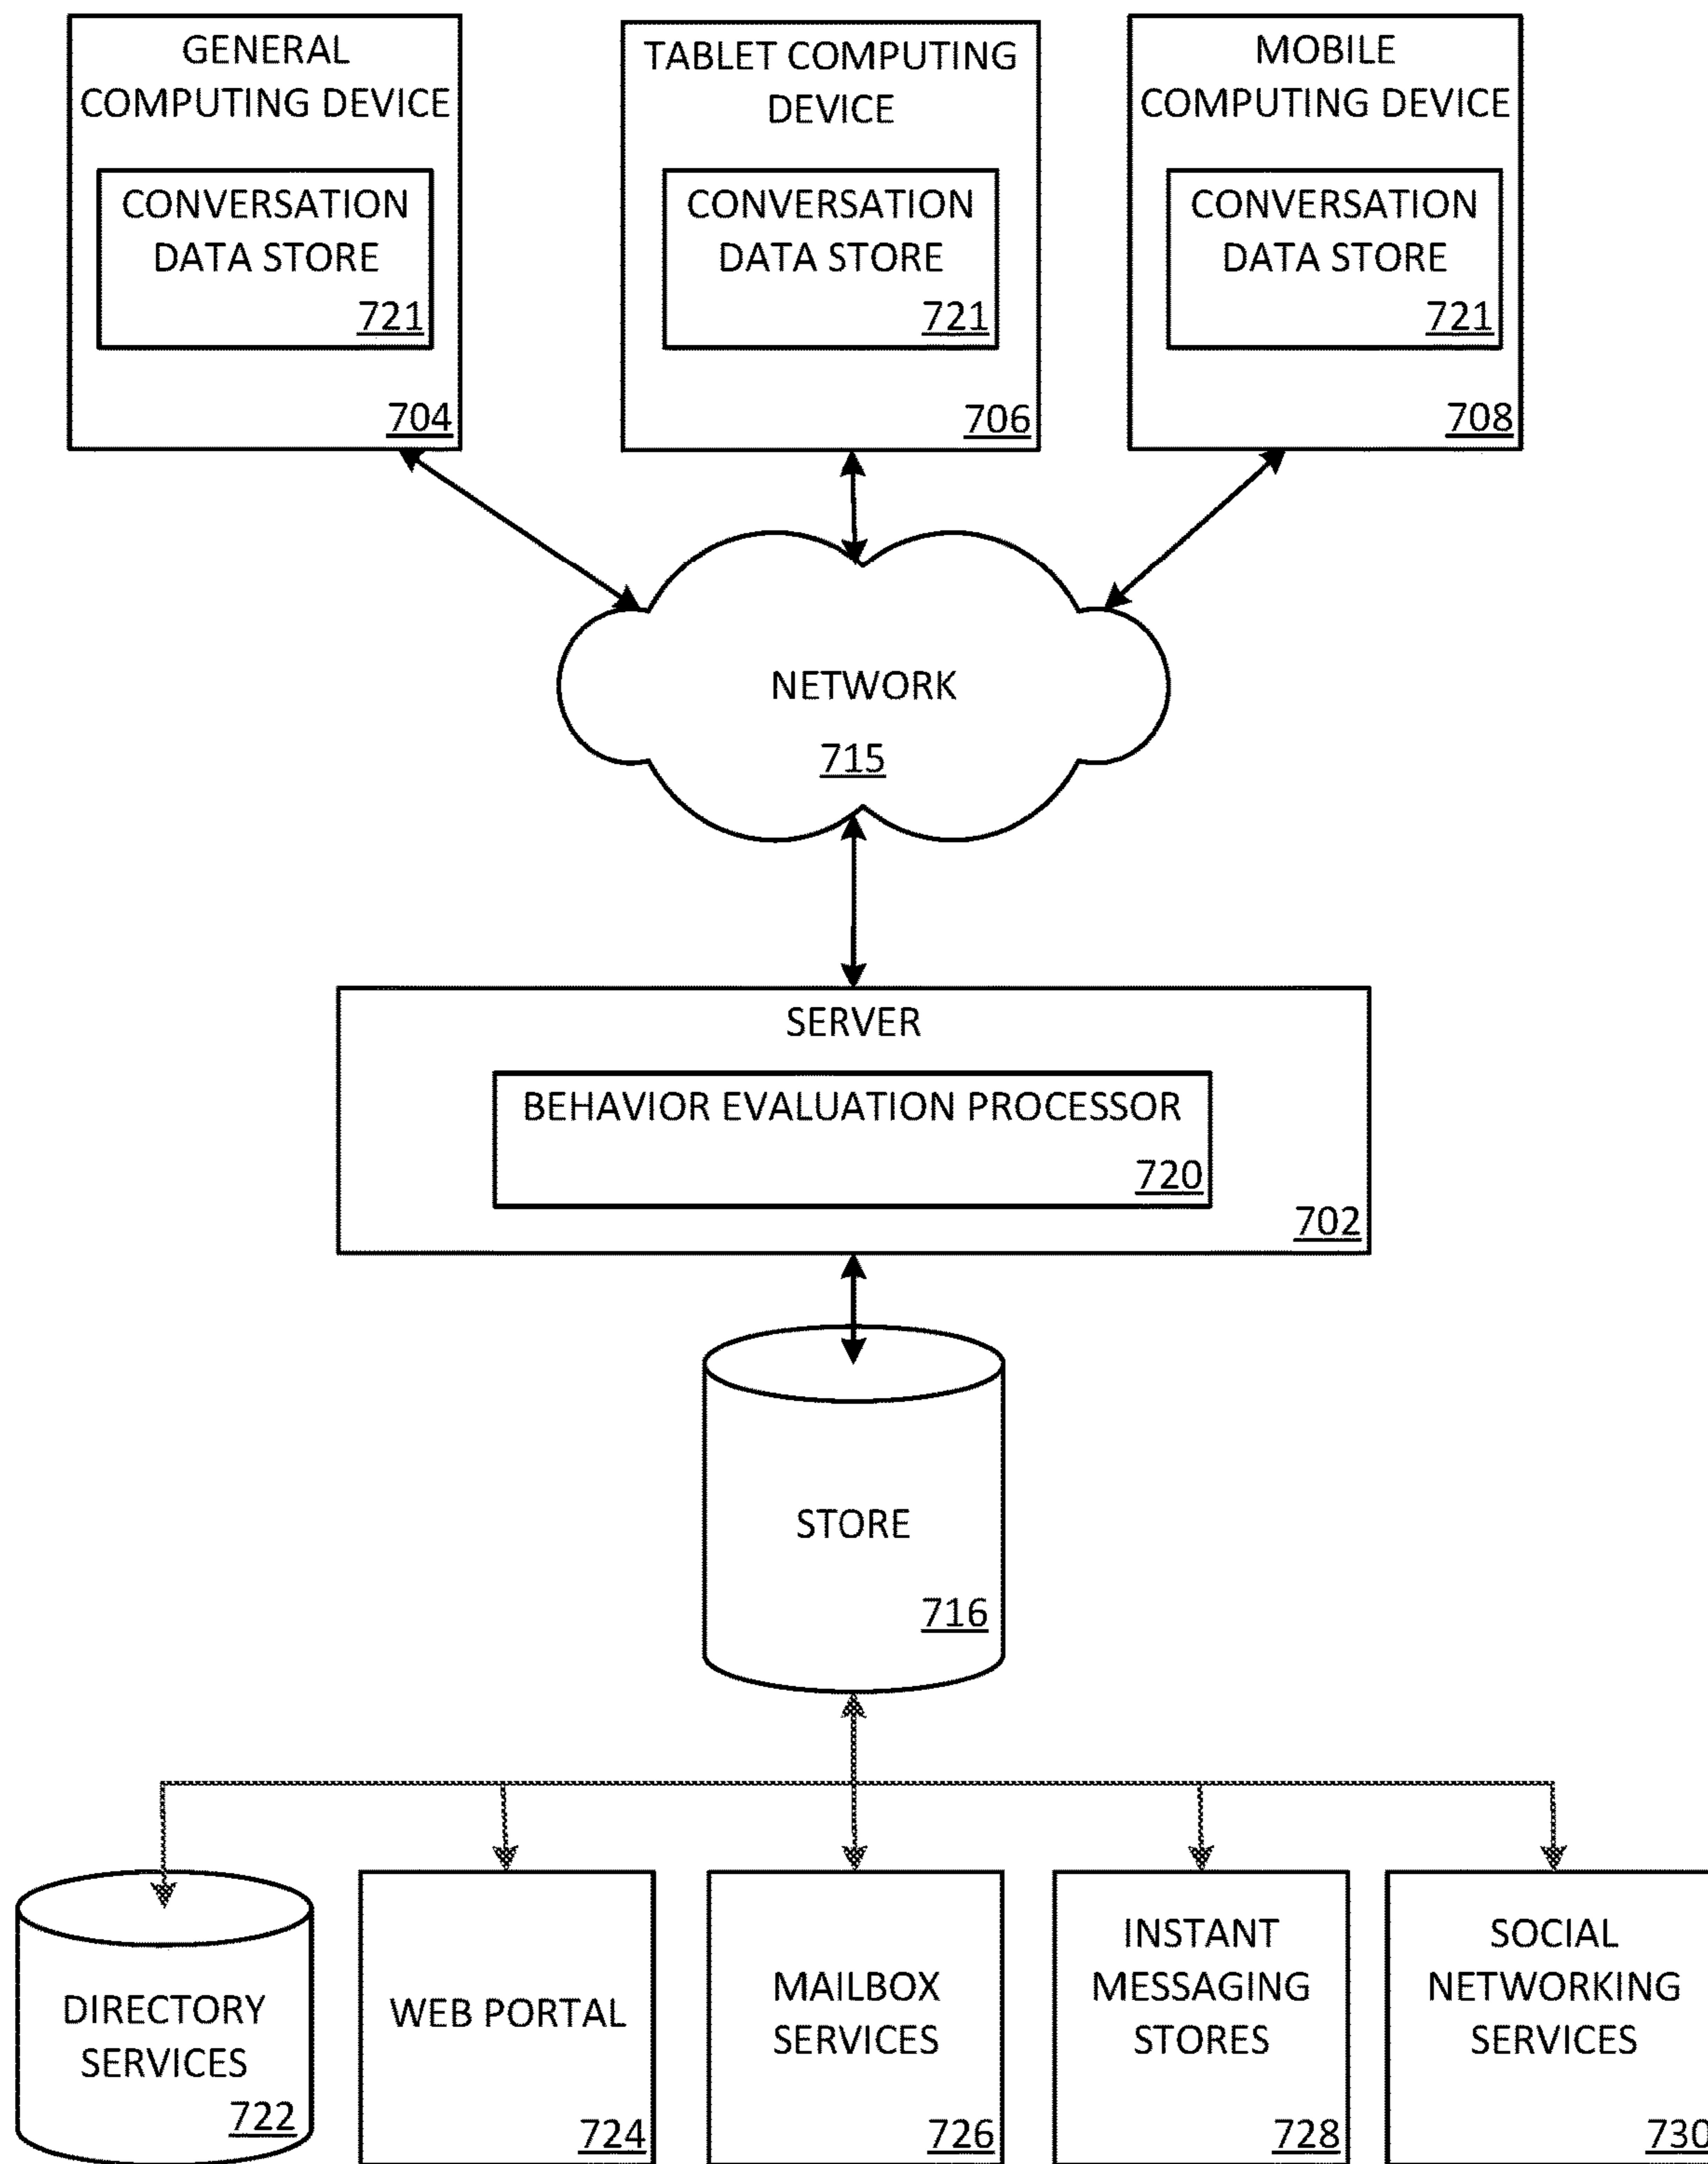 GENERAL
COMPUTING DEVICE
CONVERSATION
DATA STORE
721
704
TABLET COMPUTING
DEVICE
CONVERSATION
DATA STORE
721
706
MOBILE
COMPUTING DEVICE
CONVERSATION
DATA STORE
721
708
NETWORK
715
SERVER
BEHAVIOR EVALUATION PROCESSOR
720
702
STORE
716
DIRECTORY
SERVICES
722
WEB PORTAL
724
MAILBOX
SERVICES
726
INSTANT
MESSAGING
STORES
728
SOCIAL
NETWORKING
SERVICES
730